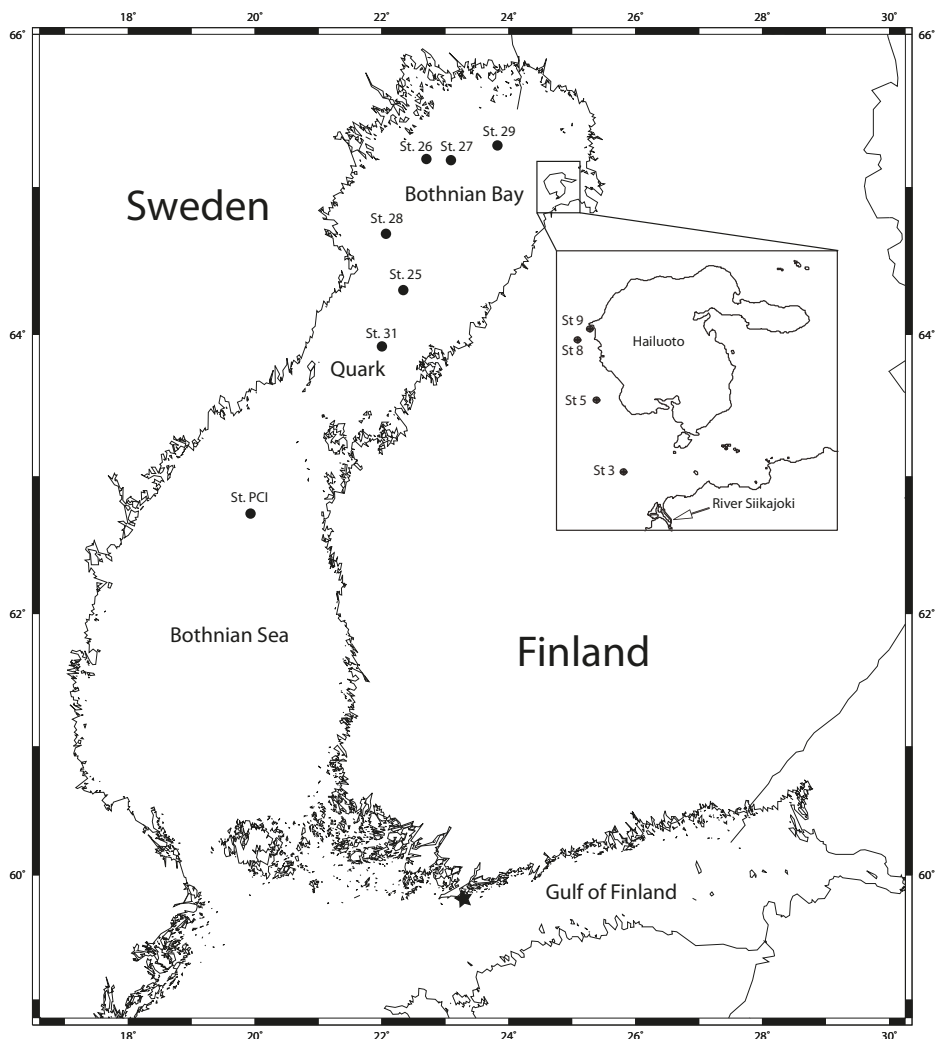 18° 20° 22° 24° 26° 28° 30°
66° 66°
St. 29
St. 26 St. 27
Bothnian Bay
Sweden
St. 28
St. 25
St 9
64° St. 31 Hailuoto 64°
St 8
Quark
St 5
St 3
St. PCI
River Siikajoki
62° 62°
Bothnian Sea
Finland
60° 60°
Gulf of Finland
18° 20° 22° 24° 26° 28° 30°